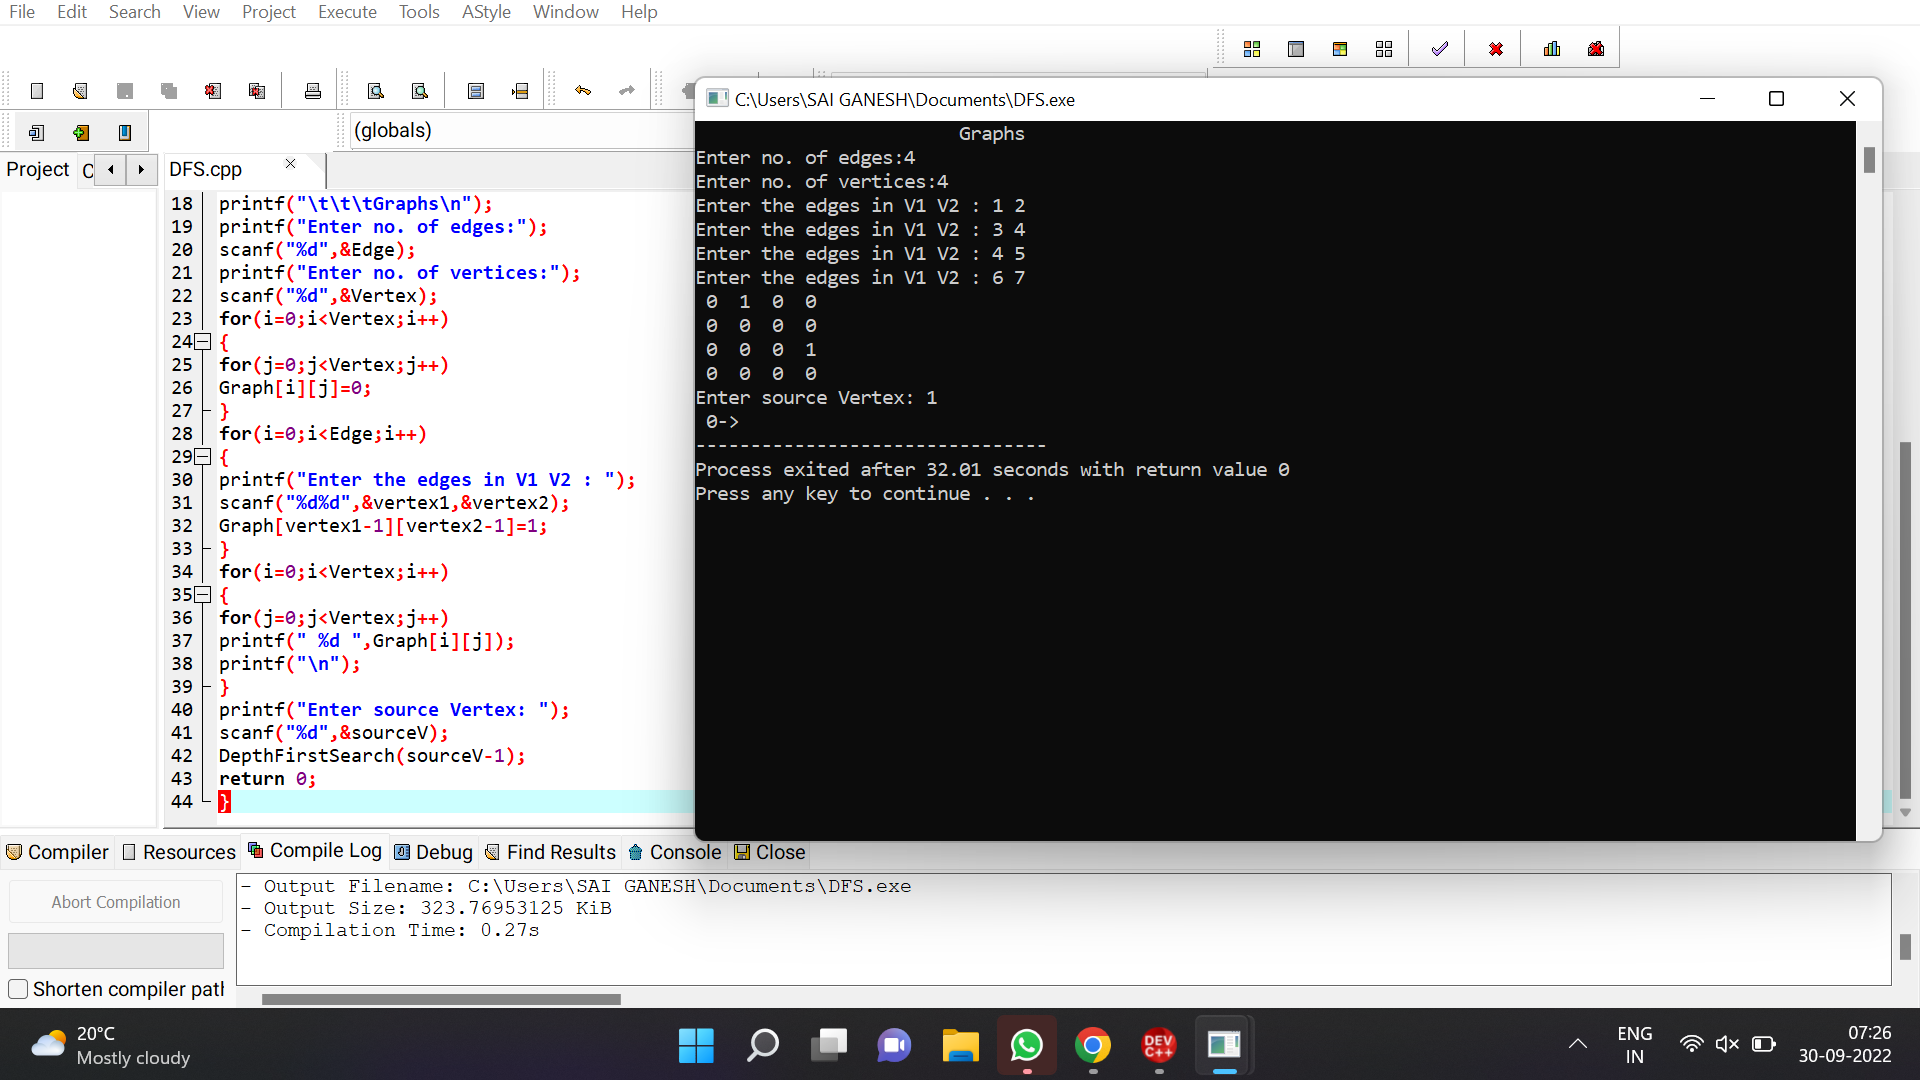 File Edit Search View Project Execute Tools AStyle Window Help
(globals)
Project
DFS.cpp
18 printf("\t\t\tGraphs\n");
19 printf("Enter no. of edges:");
20 scanf("%d",&Edge);
21 printf("Enter no. of vertices:");
22 scanf("%d",&Vertex);
23 for(i=0;i<Vertex;i++)
24 {
25 for(j=0;j<Vertex;j++)
26 Graph[i][j]=0;
27 }
28 for(i=0;i<Edge;i++)
29 {
30 printf("Enter the edges in V1 V2 : ");
31 scanf("%d%d",&vertex1,&vertex2);
32 Graph[vertex1-1][vertex2-1]=1;
33 }
34 for(i=0;i<Vertex;i++)
35 {
36 for(j=0;j<Vertex;j++)
37 printf(" %d ",Graph[i][j]);
38 printf("\n");
39 }
40 printf("Enter source Vertex: ");
41 scanf("%d",&sourceV);
42 DepthFirstSearch(sourceV-1);
43 return 0;
44 }
C:\Users\SAI GANESH\Documents\DFS.exe
Graphs
Enter no. of edges:4
Enter no. of vertices:4
Enter the edges in V1 V2 : 1 2
Enter the edges in V1 V2 : 3 4
Enter the edges in V1 V2 : 4 5
Enter the edges in V1 V2 : 6 7
0 1 0 0
0 0 0 0
0 0 0 1
0 0 0 0
Enter source Vertex: 1
0->
--------------------------------
Process exited after 32.01 seconds with return value 0
Press any key to continue . . .
Compiler Resources Compile Log Debug Find Results Console Close
Abort Compilation
Shorten compiler path
- Output Filename: C:\Users\SAI GANESH\Documents\DFS.exe
- Output Size: 323.76953125 KiB
- Compilation Time: 0.27s
20°C
Mostly cloudy
DEV
C++
ENG
IN
07:26
30-09-2022